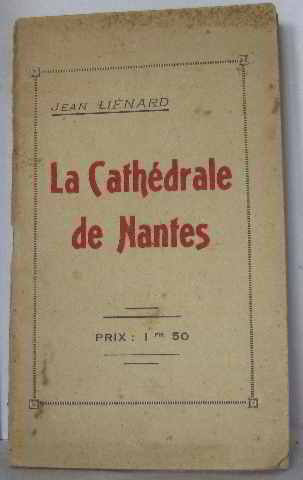 JEAN LIÉNARD
La Cathédrale
de Nantes
PRIX : 1 FR 50